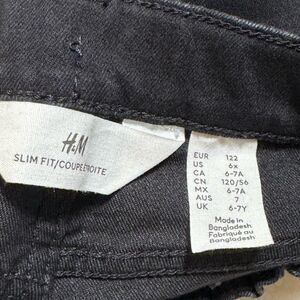 H&M
SLIM FIT/COUPE ETROITE
EUR 122
US 6x
CA 6-7A
CN 120/56
MX 6-7A
AUS 7
UK 6-7Y
Made in
Bangladesh
Fabriqué au
Bangladesh